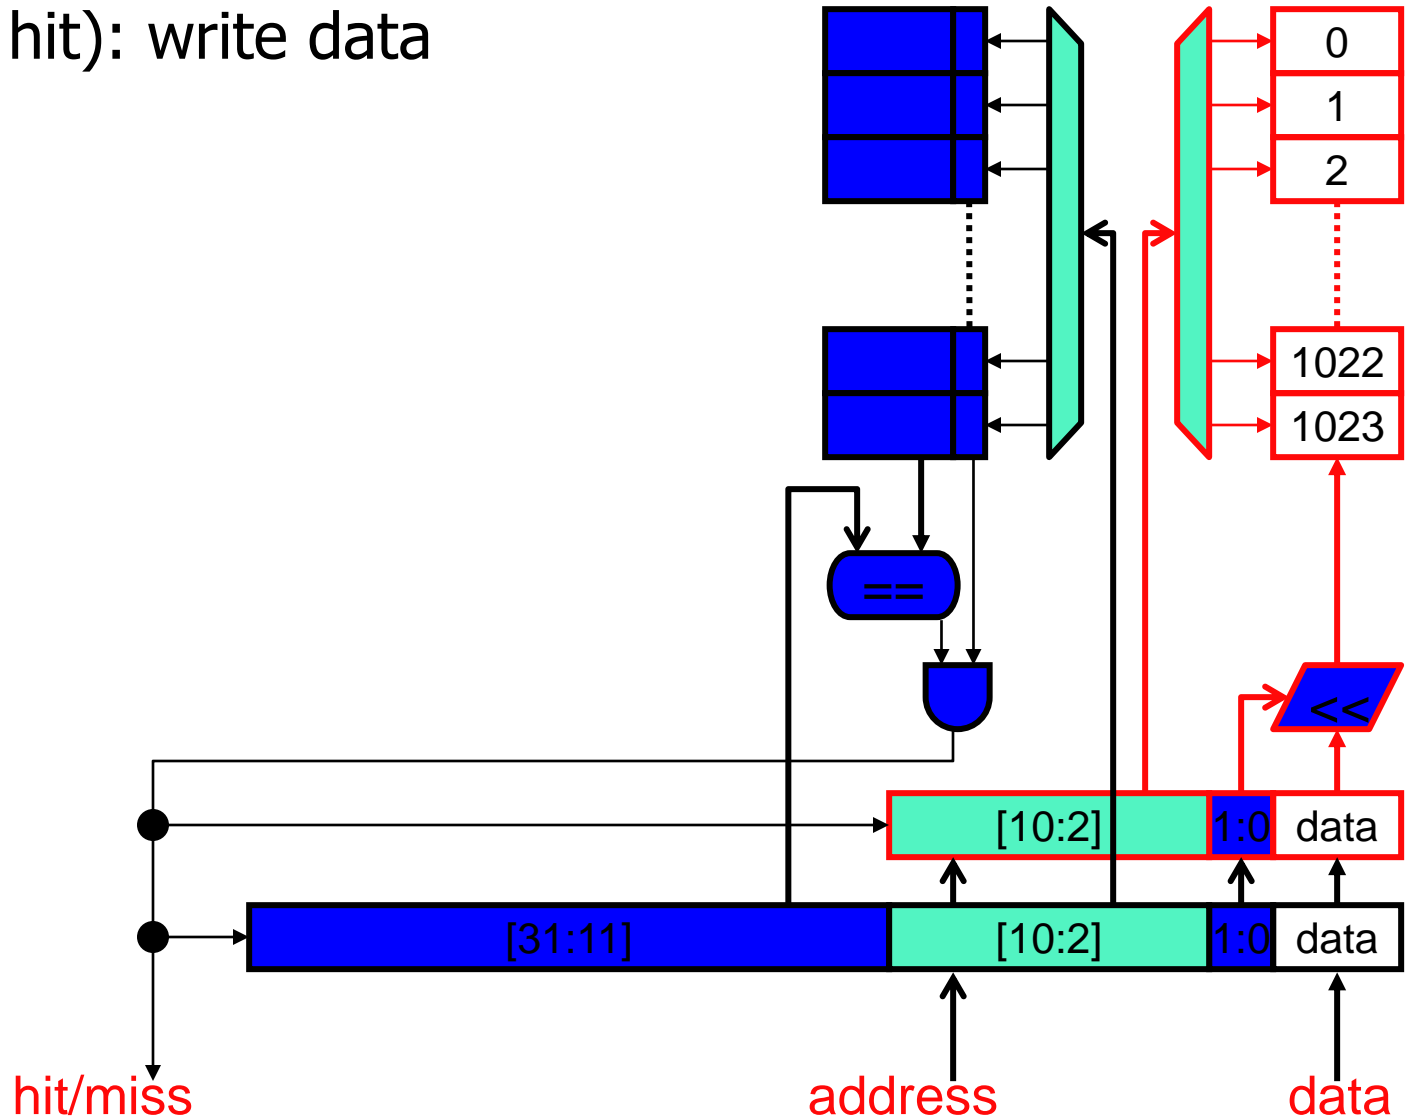 hit): write data
0
1
2
1022
1023
==
<<
[10:2] 1:0 data
[31:11] [10:2] 1:0 data
hit/miss address data